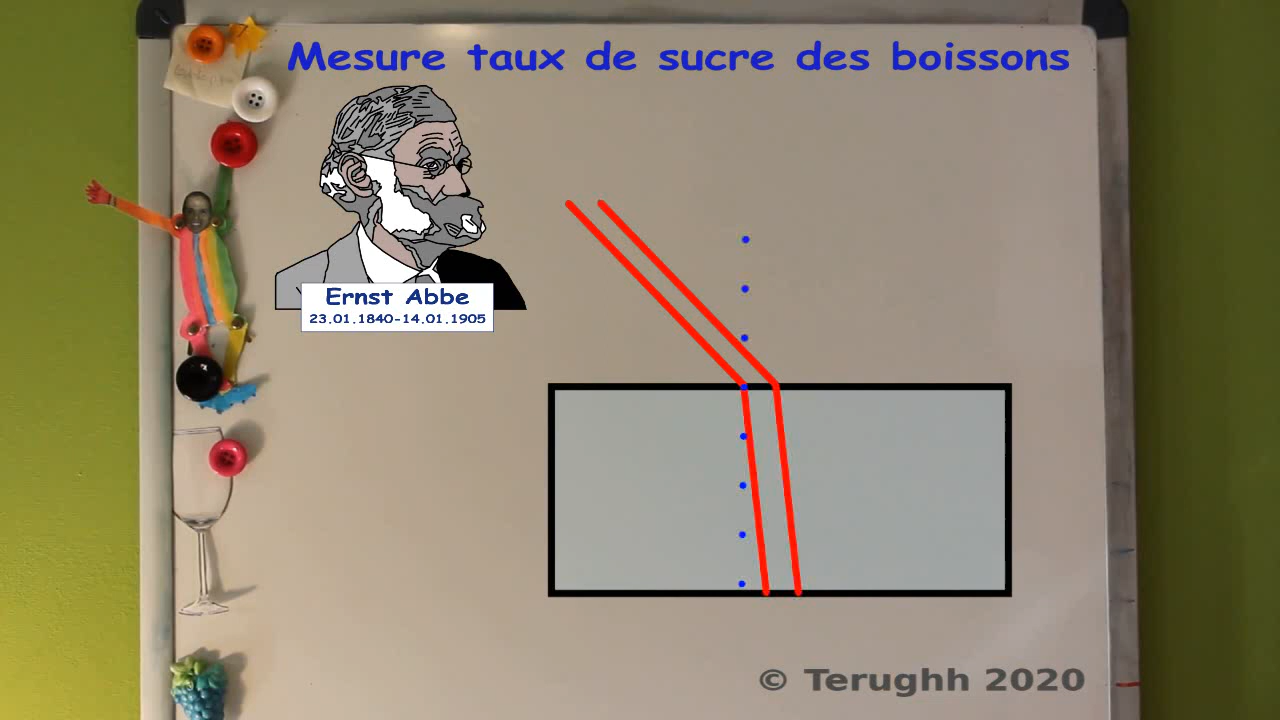 Mesure taux de sucre des boissons
Ernst Abbe
23.01.1840-14.01.1905
© Terughh 2020